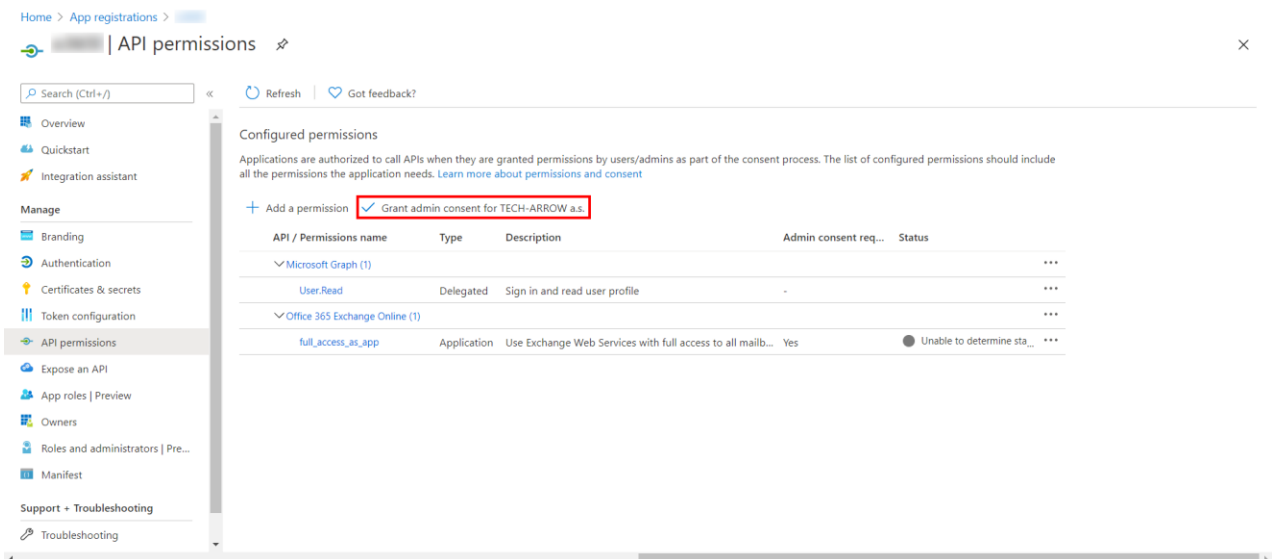 Home > App registrations >
| API permissions
Search (Ctrl+/)
Overview
Quickstart
Integration assistant
Manage
Branding
Authentication
Certificates & secrets
Token configuration
API permissions
Expose an API
App roles | Preview
Owners
Roles and administrators | Pre...
Manifest
Support + Troubleshooting
Troubleshooting
Refresh
Got feedback?
Configured permissions
Applications are authorized to call APIs when they are granted permissions by users/admins as part of the consent process. The list of configured permissions should include
all the permissions the application needs. Learn more about permissions and consent
Add a permission
Grant admin consent for TECH-ARROW a.s.
API / Permissions name Type Description Admin consent req... Status
Microsoft Graph (1)
User.Read Delegated Sign in and read user profile -
Office 365 Exchange Online (1)
full_access_as_app Application Use Exchange Web Services with full access to all mailb... Yes Unable to determine sta...